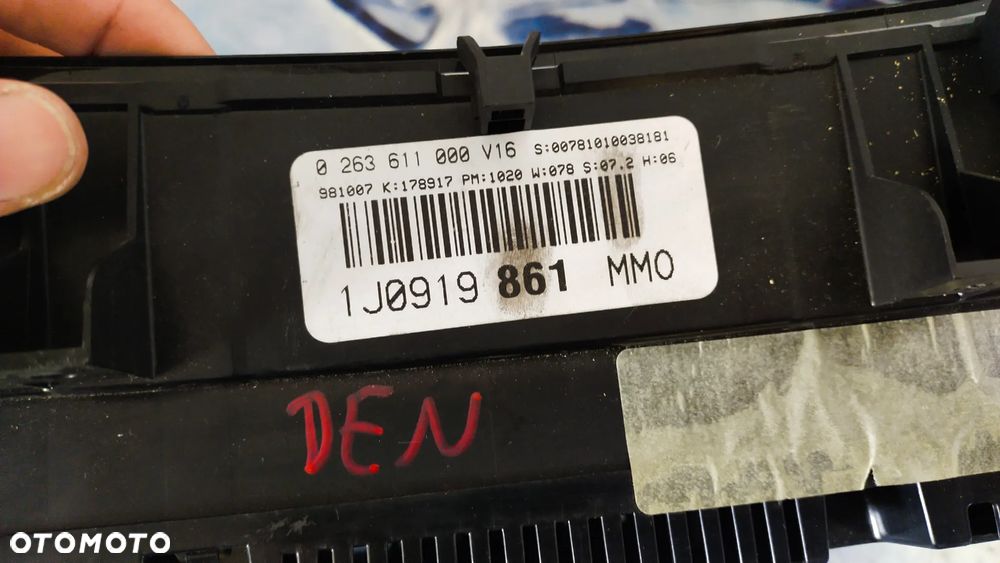 0 263 611 000 V16 S:00781010038181
981007 K:178917 PM:1020 W:078 S:07.2 H:06
1J0919 861 MMO
DEN
OTOMOTO